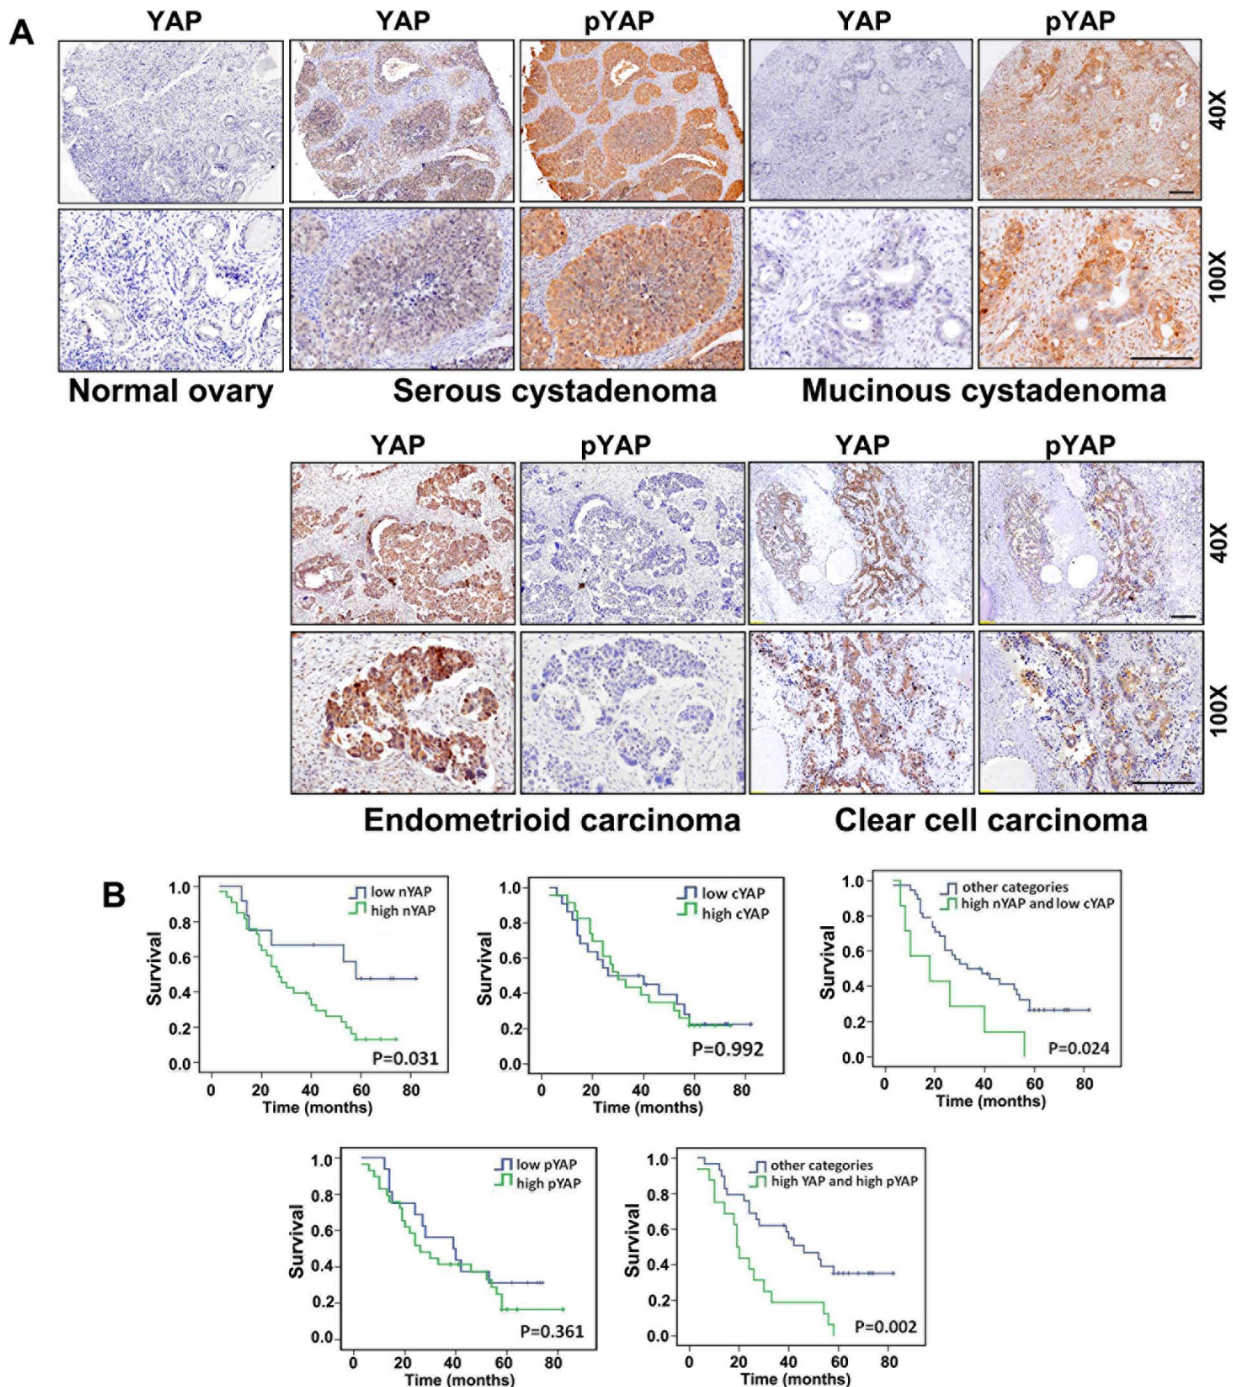 A
YAP YAP pYAP YAP pYAP
40X
100X
Normal ovary Serous cystadenoma Mucinous cystadenoma
YAP pYAP YAP pYAP
40X
100X
Endometrioid carcinoma Clear cell carcinoma
B
Survival
1.0
0.8
0.6
0.4
0.2
0.0
low nYAP
high nYAP
P=0.031
0 20 40 60 80
Time (months)
Survival
1.0
0.8
0.6
0.4
0.2
0.0
low cYAP
high cYAP
P=0.992
0 20 40 60 80
Time (months)
Survival
1.0
0.8
0.6
0.4
0.2
0.0
other categories
high nYAP and low cYAP
P=0.024
0 20 40 60 80
Time (months)
Survival
1.0
0.8
0.6
0.4
0.2
0.0
low pYAP
high pYAP
P=0.361
0 20 40 60 80
Time (months)
Survival
1.0
0.8
0.6
0.4
0.2
0.0
other categories
high YAP and high pYAP
P=0.002
0 20 40 60 80
Time (months)